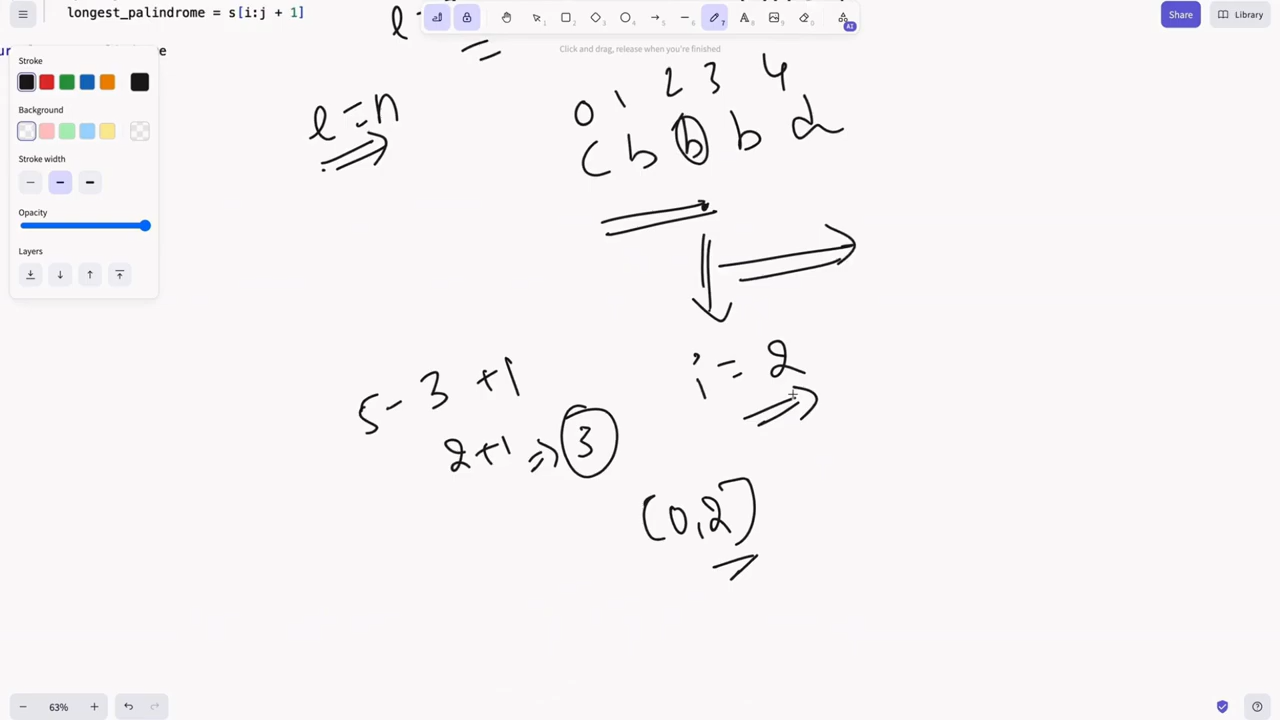 longest_palindrome = s[i:j + 1]
l =
Click and drag, release when you're finished
Share
Library
Stroke
0 1 2 3 4
l = n
c b b b d
Background
Stroke width
Opacity
Layers
i = 2
5 - 3 + 1
2 + 1 => 3
(0,2]
63%